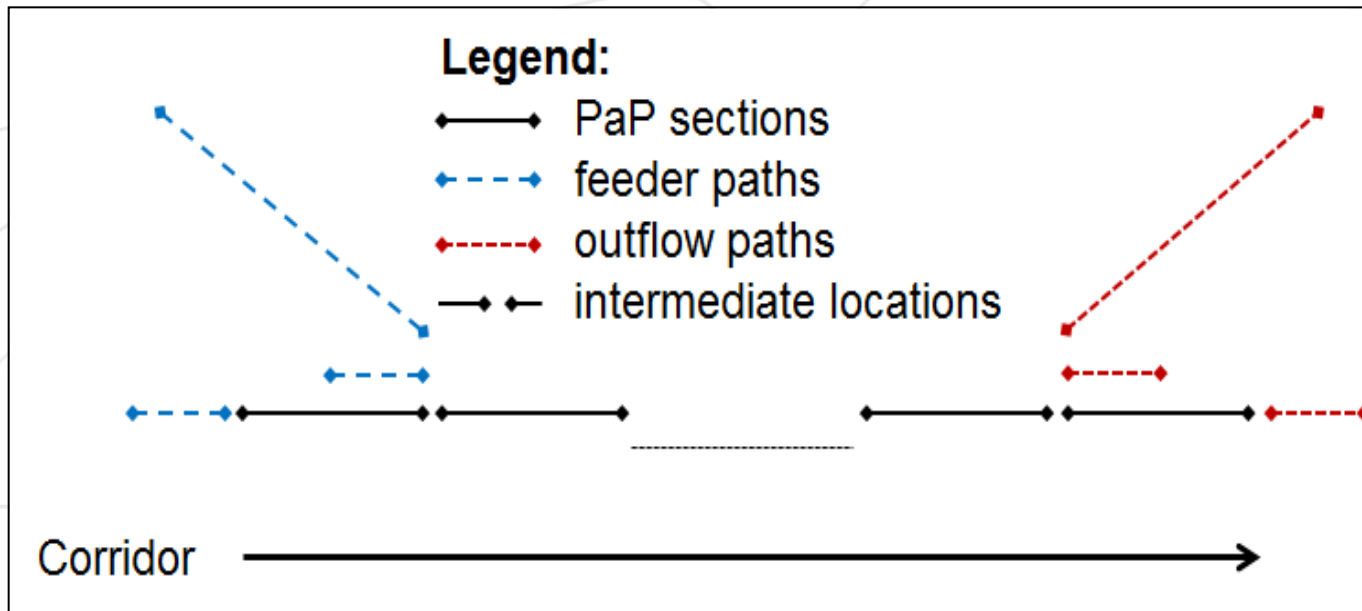 Legend:
PaP sections
feeder paths
outflow paths
intermediate locations
Corridor